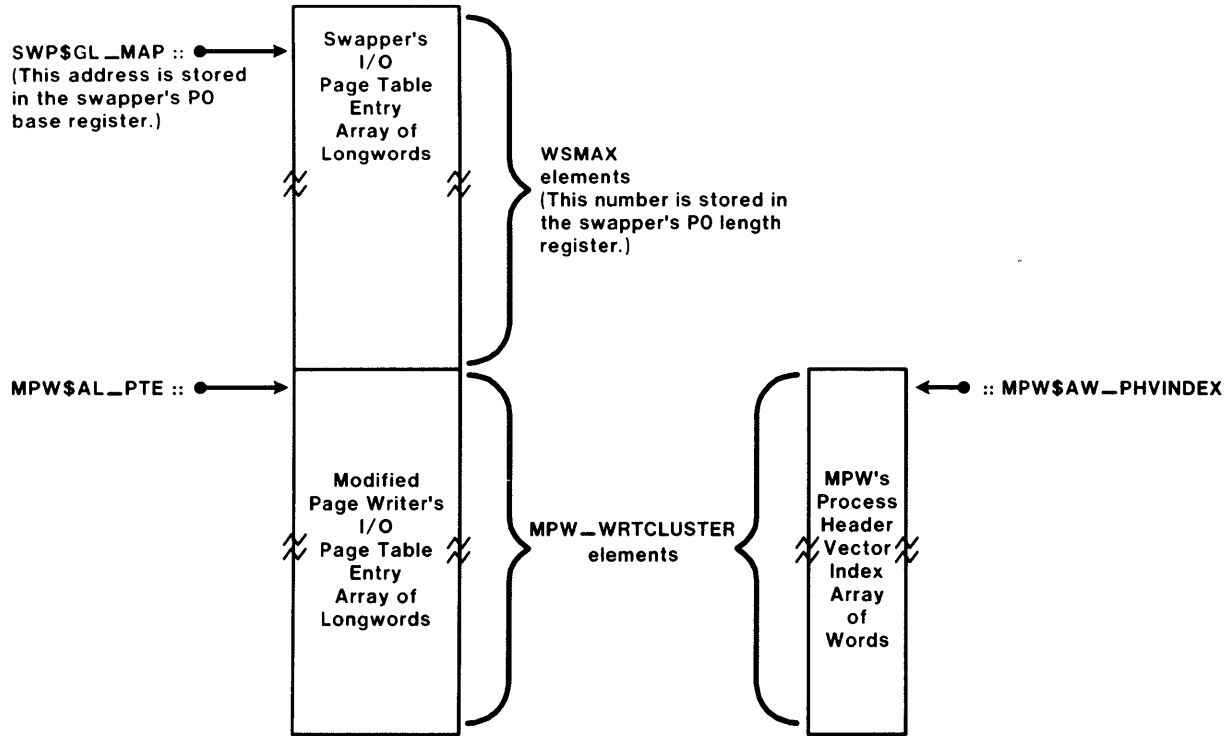 SWP$GL_MAP ::
(This address is stored
in the swapper's P0
base register.)
Swapper's
I/O
Page Table
Entry
Array of
Longwords
WSMAX
elements
(This number is stored in
the swapper's P0 length
register.)
MPW$AL_PTE ::
:: MPW$AW_PHVINDEX
Modified
Page Writer's
I/O
Page Table
Entry
Array of
Longwords
MPW_WRTCLUSTER
elements
MPW's
Process
Header
Vector
Index
Array
of
Words